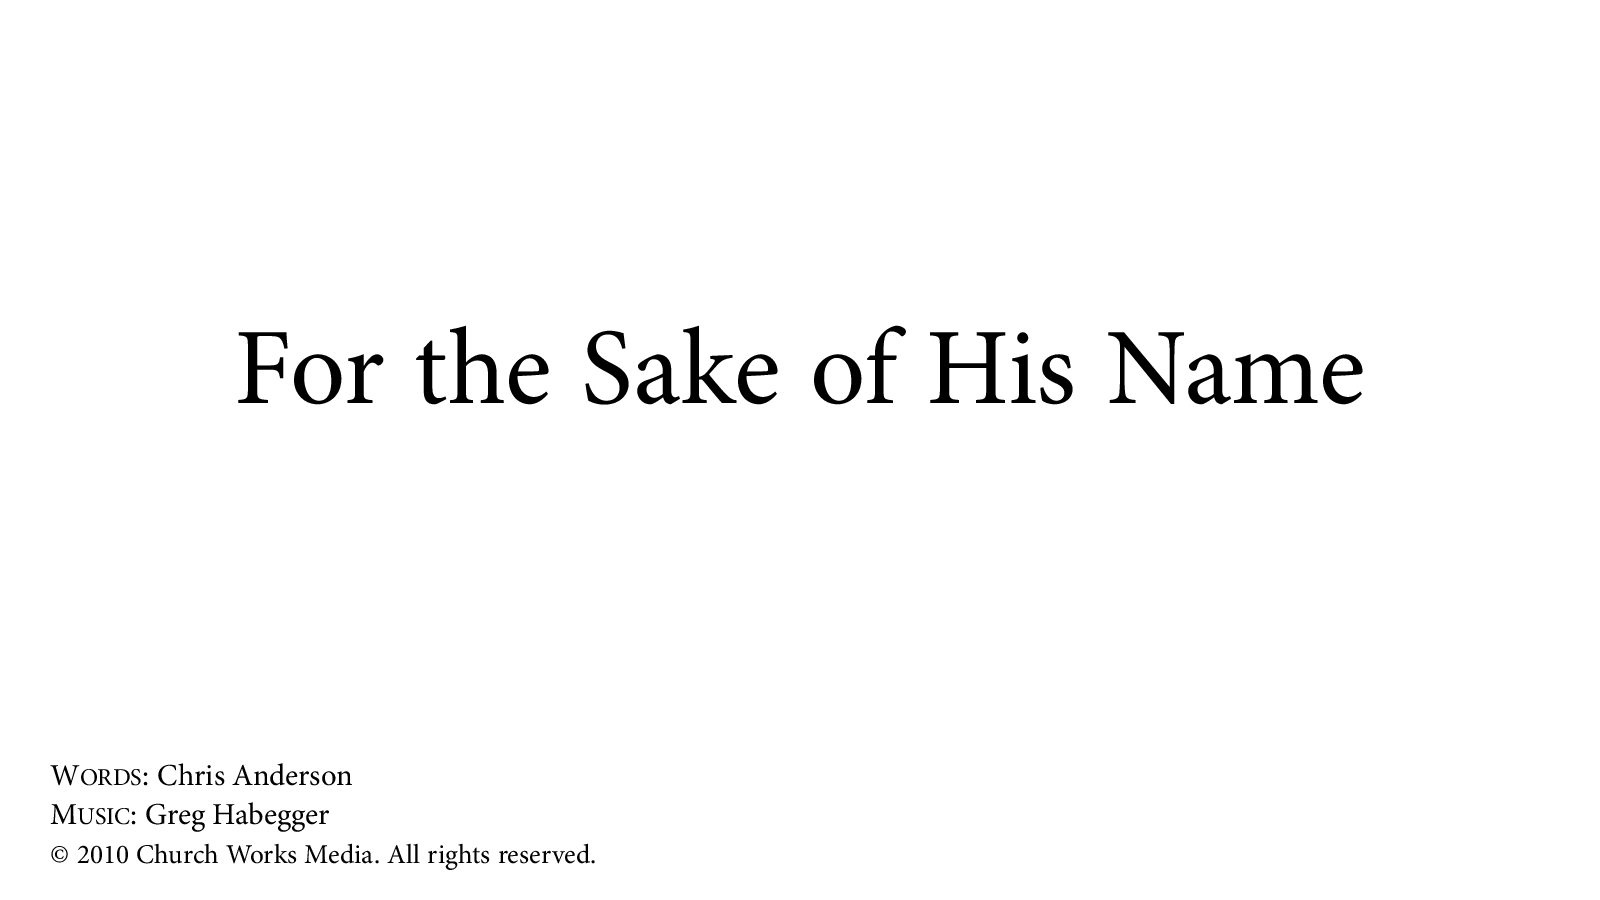 For the Sake of His Name
WORDS: Chris Anderson
MUSIC: Greg Habegger
© 2010 Church Works Media. All rights reserved.